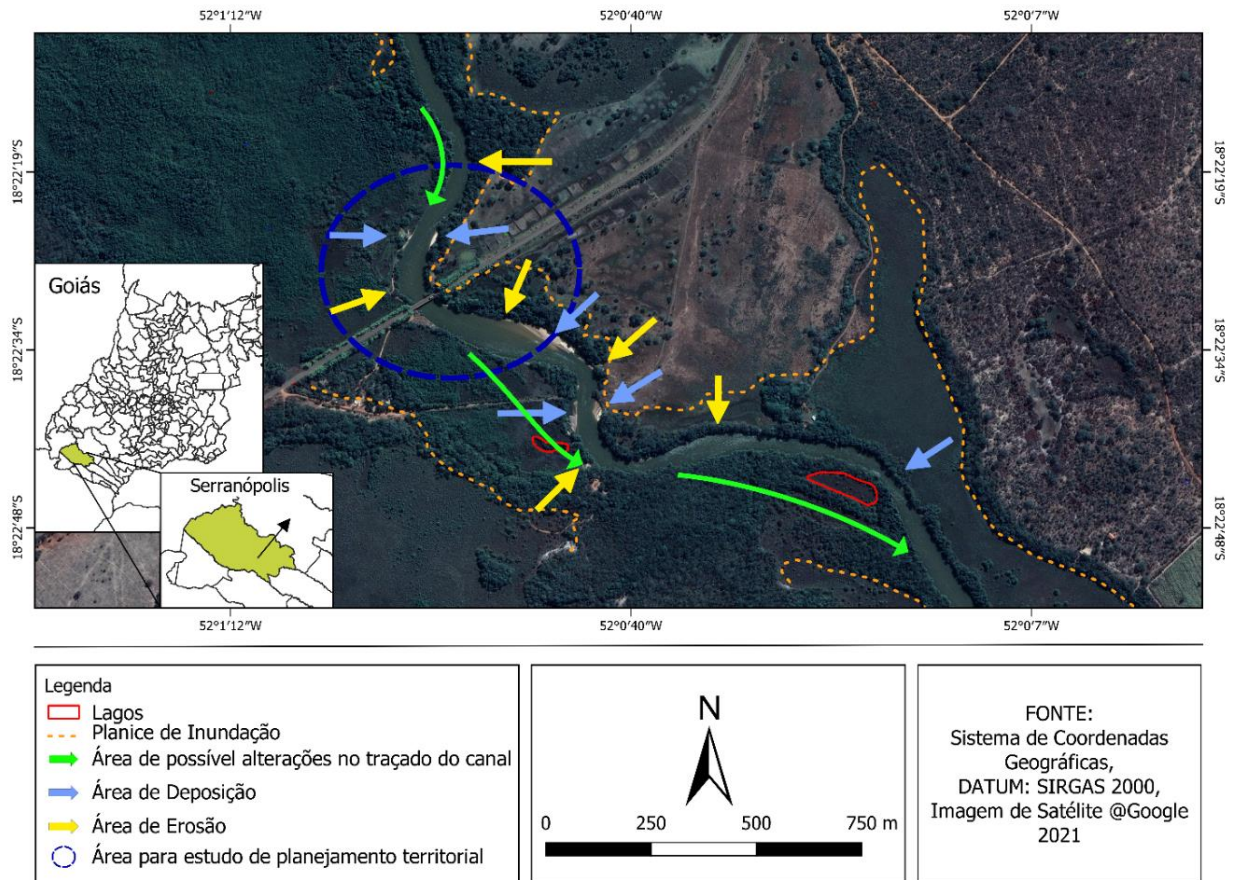 52°1'12"W
52°0'40"W
52°0'7"W
18°22'19"S
18°22'19"S
18°22'34"S
18°22'34"S
18°22'48"S
18°22'48"S
Goiás
Serranópolis
52°1'12"W
52°0'40"W
52°0'7"W
Legenda
Lagos
Planice de Inundação
Área de possível alterações no traçado do canal
Área de Deposição
Área de Erosão
Área para estudo de planejamento territorial
N
0 250 500 750 m
FONTE:
Sistema de Coordenadas
Geográficas,
DATUM: SIRGAS 2000,
Imagem de Satélite @Google
2021